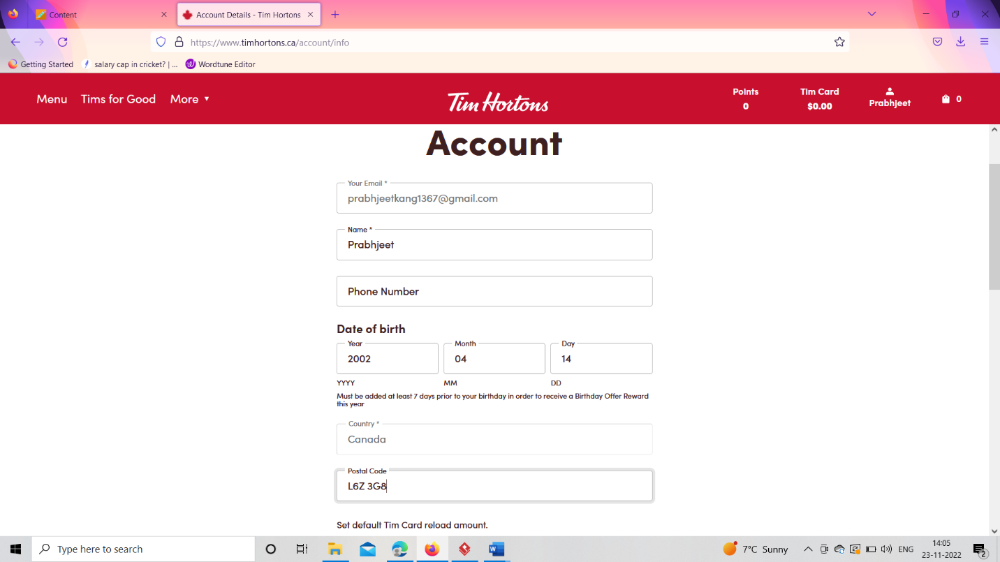 Content
Account Details - Tim Hortons
https://www.timhortons.ca/account/info
Getting Started salary cap in cricket? | ... Wordtune Editor
Menu Tims for Good More
Tim Hortons
Points
0
Tim Card
$0.00
Prabhjeet
0
Account
Your Email *
prabhjeetkang1367@gmail.com
Name *
Prabhjeet
Phone Number
Date of birth
Year Month Day
2002 04 14
YYYY MM DD
Must be added at least 7 days prior to your birthday in order to receive a Birthday Offer Reward
this year
Country *
Canada
Postal Code
L6Z 3G8
Set default Tim Card reload amount.
Type here to search
7°C Sunny
ENG
14:05
23-11-2022
2